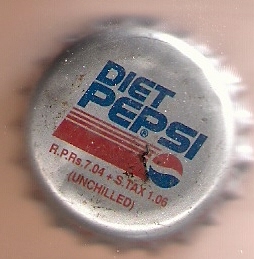 DIET
PEPSI®
R.P.Rs.7.04 + S.TAX 1.06
(UNCHILLED)